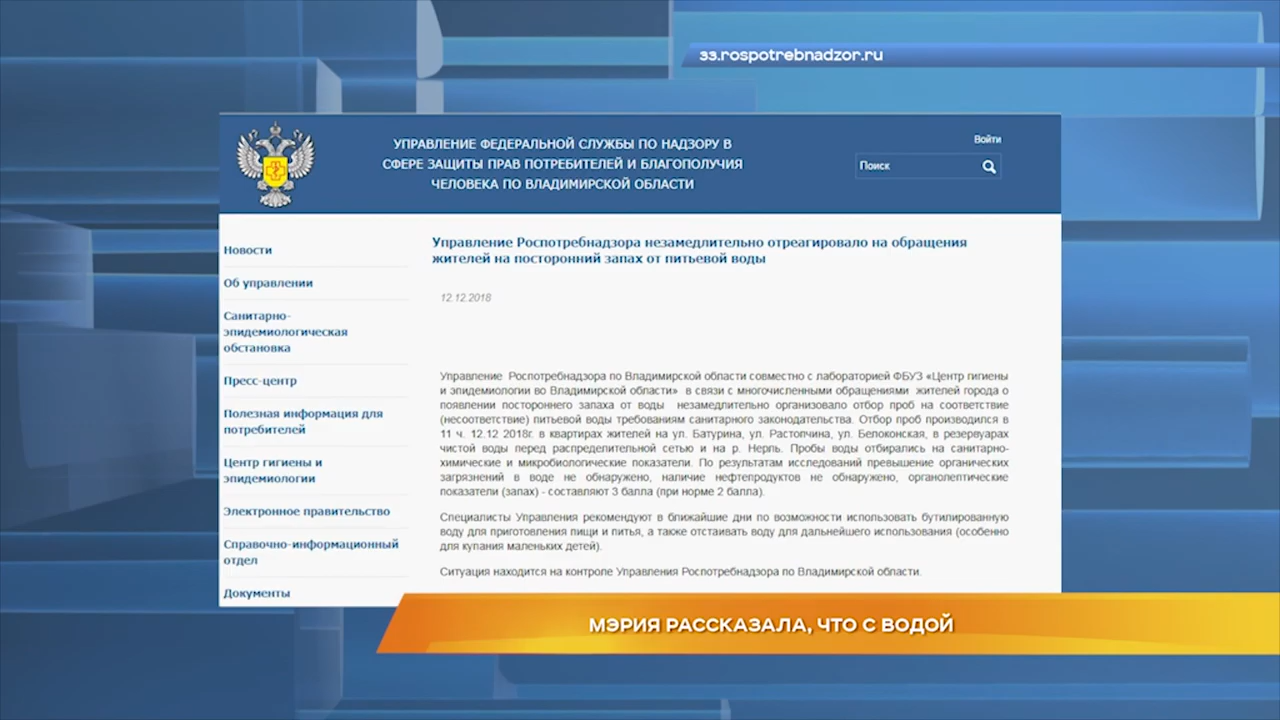 33.rospotrebnadzor.ru
УПРАВЛЕНИЕ ФЕДЕРАЛЬНОЙ СЛУЖБЫ ПО НАДЗОРУ В
СФЕРЕ ЗАЩИТЫ ПРАВ ПОТРЕБИТЕЛЕЙ И БЛАГОПОЛУЧИЯ
ЧЕЛОВЕКА ПО ВЛАДИМИРСКОЙ ОБЛАСТИ
Войти
Поиск
Новости
Об управлении
Санитарно-
эпидемиологическая
обстановка
Пресс-центр
Полезная информация для
потребителей
Центр гигиены и
эпидемиологии
Электронное правительство
Справочно-информационный
отдел
Документы
Управление Роспотребнадзора незамедлительно отреагировало на обращения
жителей на посторонний запах от питьевой воды
12.12.2018
Управление Роспотребнадзора по Владимирской области совместно с лабораторией ФБУЗ «Центр гигиены
и эпидемиологии во Владимирской области» в связи с многочисленными обращениями жителей города о
появлении постороннего запаха от воды незамедлительно организовало отбор проб на соответствие
(несоответствие) питьевой воды требованиям санитарного законодательства. Отбор проб производился в
11 ч. 12.12 2018г. в квартирах жителей на ул. Батурина, ул. Растопчина, ул. Белоконская, в резервуарах
чистой воды перед распределительной сетью и на р. Нерль. Пробы воды отбирались на санитарно-
химические и микробиологические показатели. По результатам исследований превышение органических
загрязнений в воде не обнаружено, наличие нефтепродуктов не обнаружено, органолептические
показатели (запах) - составляют 3 балла (при норме 2 балла).
Специалисты Управления рекомендуют в ближайшие дни по возможности использовать бутилированную
воду для приготовления пищи и питья, а также отстаивать воду для дальнейшего использования (особенно
для купания маленьких детей).
Ситуация находится на контроле Управления Роспотребнадзора по Владимирской области.
МЭРИЯ РАССКАЗАЛА, ЧТО С ВОДОЙ